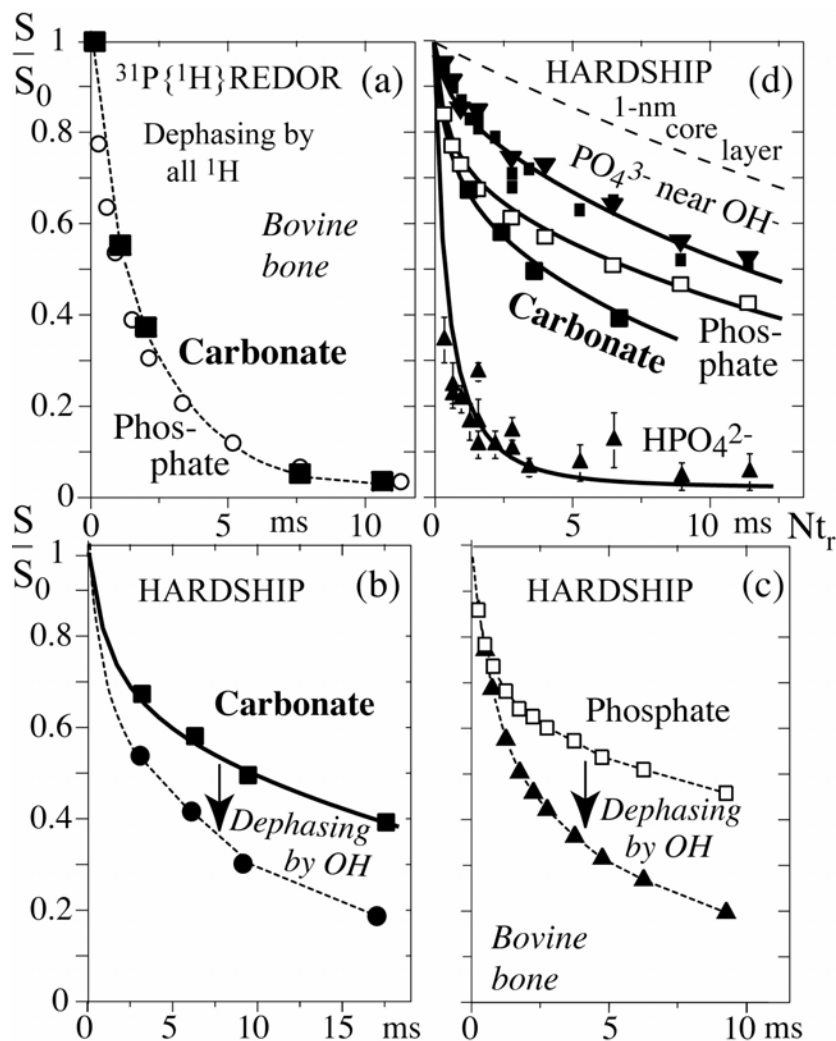 S
S0
1
0.8
0.6
0.4
0.2
0
³¹P{¹H}REDOR
(a)
Dephasing by
all ¹H
Bovine
bone
Carbonate
Phos-
phate
0
5
ms
10
HARDSHIP
(d)
1-nm
core
layer
PO₄³⁻ near OH⁻
Phos-
phate
Carbonate
HPO₄²⁻
0
5
10
ms
Ntr
S
S0
1
0.8
0.6
0.4
0.2
0
HARDSHIP
(b)
Carbonate
Dephasing
by OH
0
5
10
15
ms
HARDSHIP
(c)
Phosphate
Dephasing
by OH
Bovine
bone
0
5
10 ms